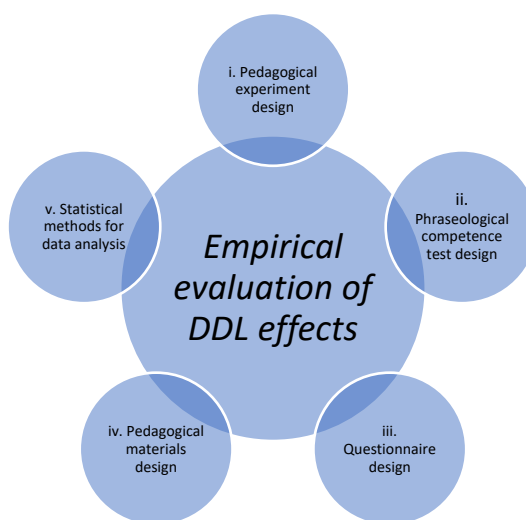 i. Pedagogical
experiment
design
ii.
Phraseological
competence
test design
iii.
Questionnaire
design
iv. Pedagogical
materials
design
v. Statistical
methods for
data analysis
Empirical
evaluation of
DDL effects